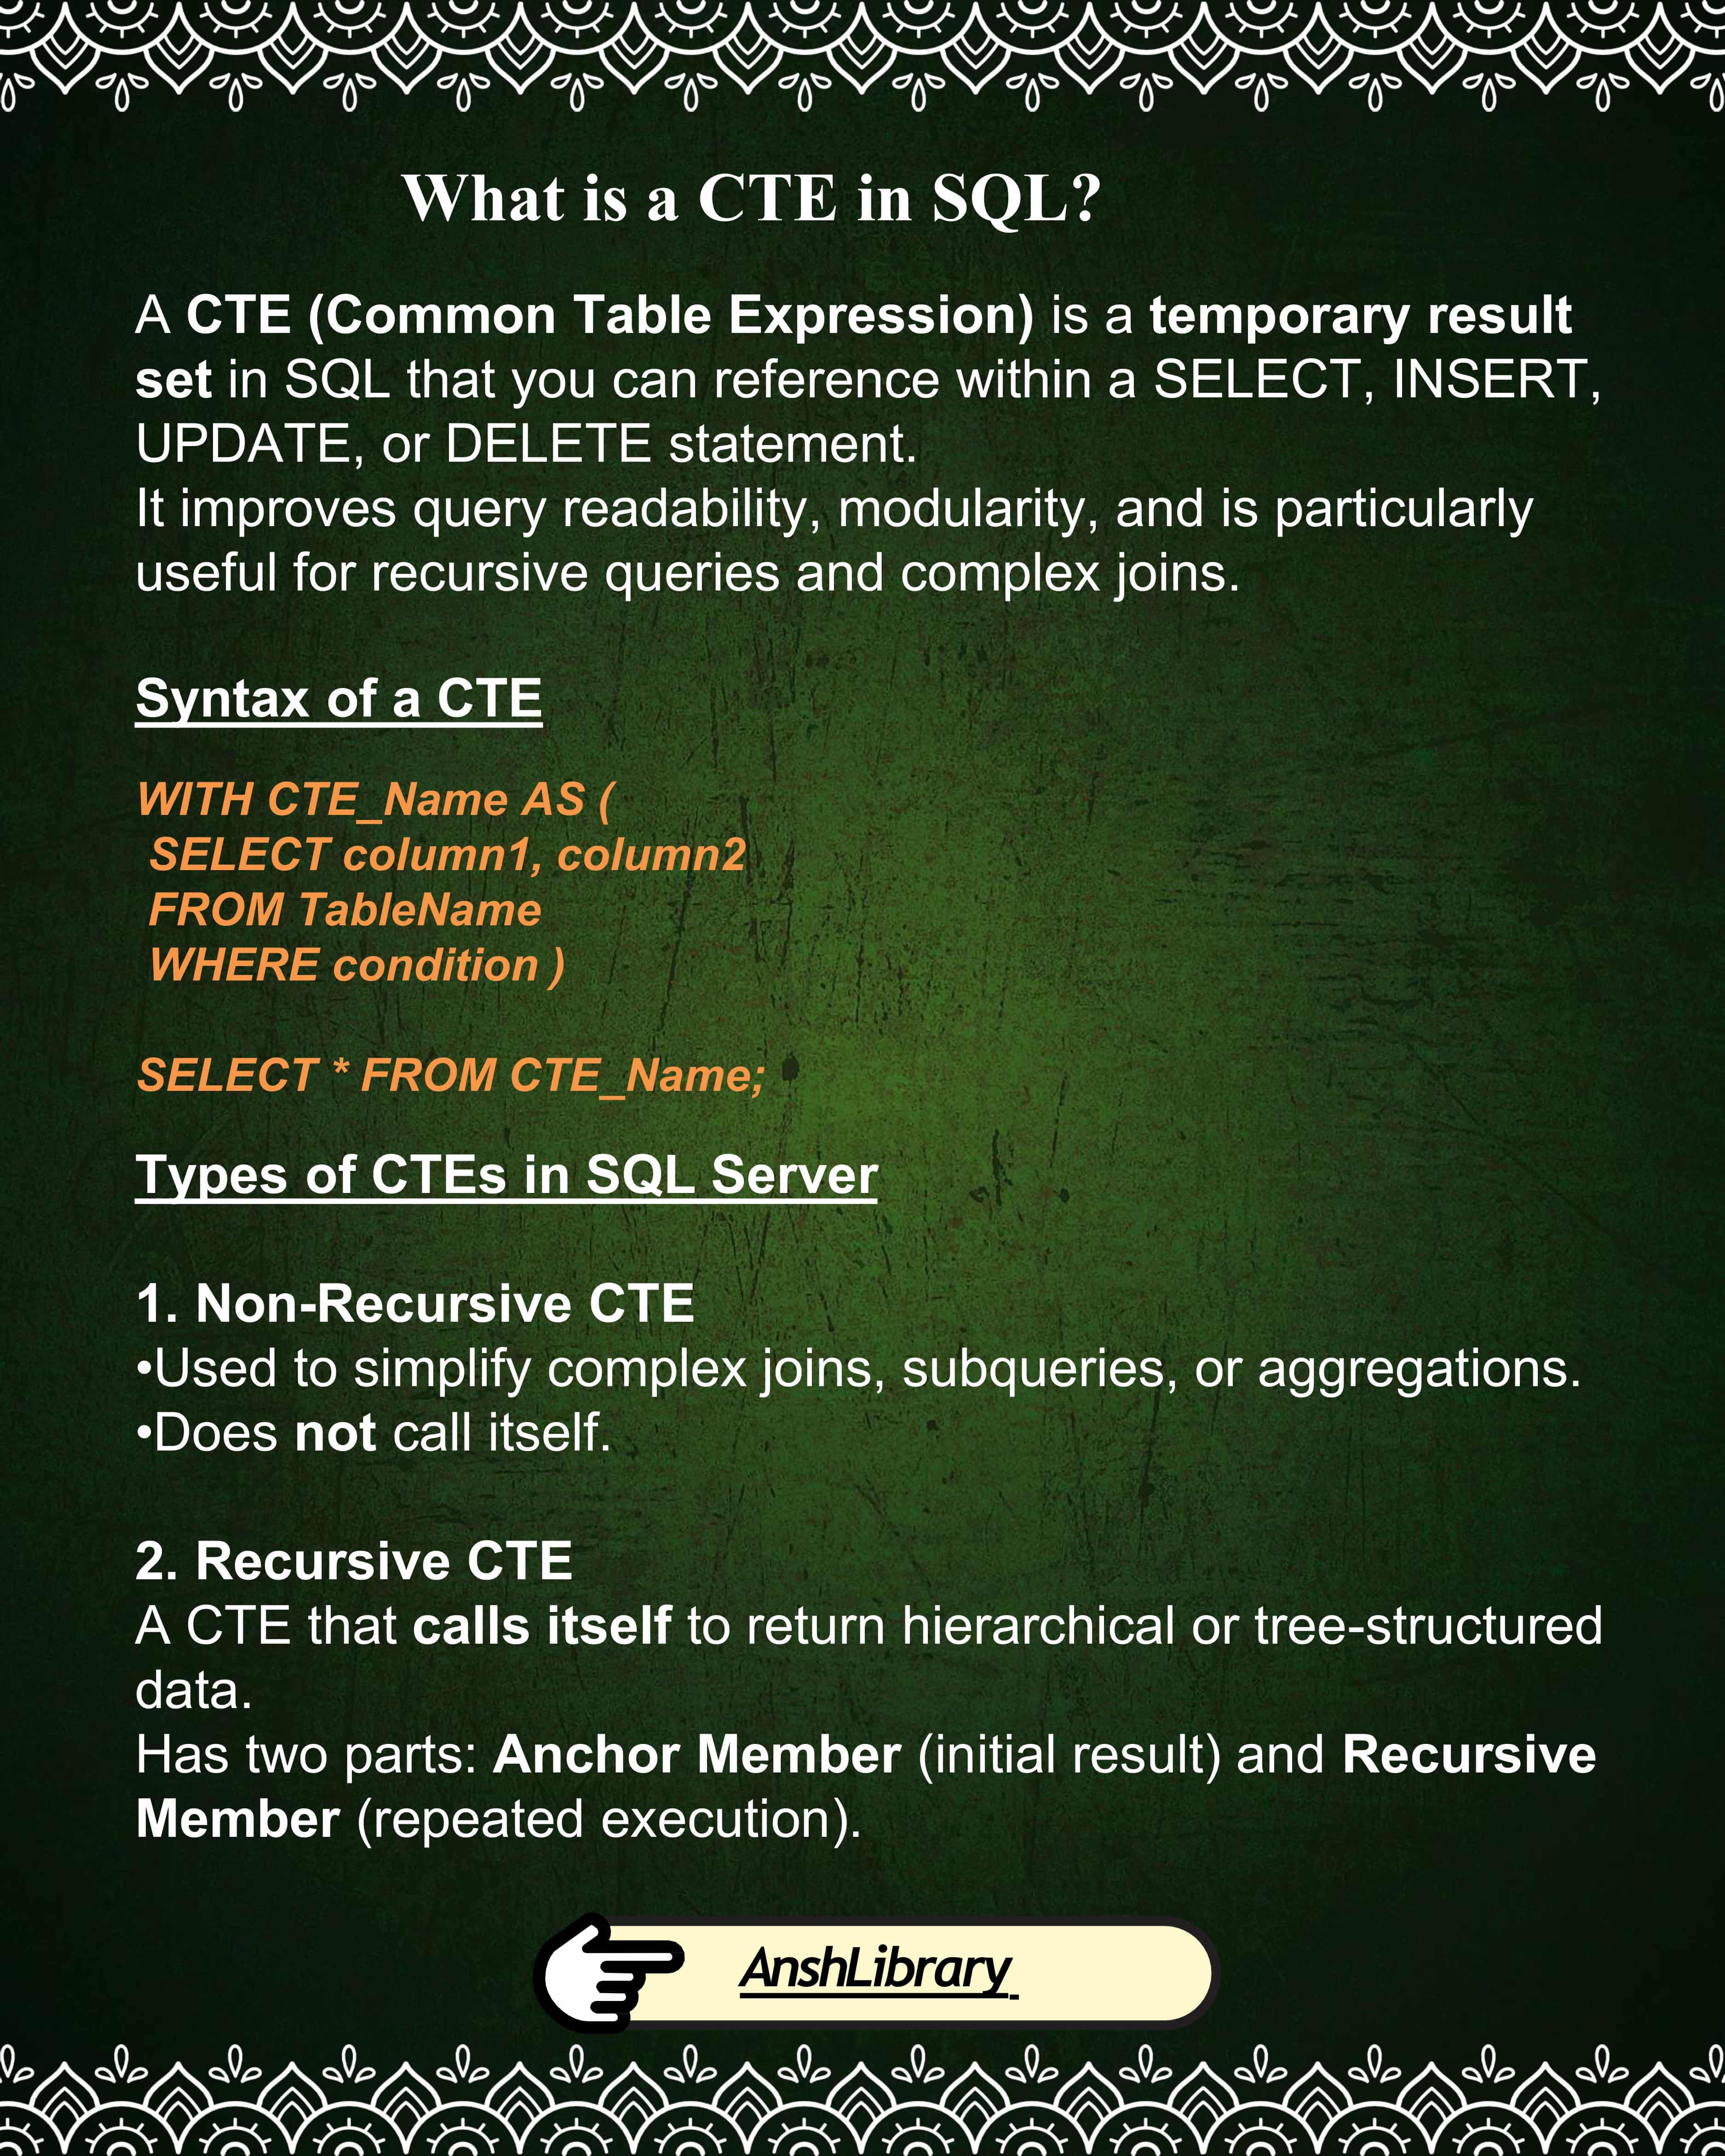 What is a CTE in SQL?
A CTE (Common Table Expression) is a temporary result
set in SQL that you can reference within a SELECT, INSERT,
UPDATE, or DELETE statement.
It improves query readability, modularity, and is particularly
useful for recursive queries and complex joins.
Syntax of a CTE
WITH CTE_Name AS (
SELECT column1, column2
FROM TableName
WHERE condition )
SELECT * FROM CTE_Name;
Types of CTEs in SQL Server
1. Non-Recursive CTE
•Used to simplify complex joins, subqueries, or aggregations.
•Does not call itself.
2. Recursive CTE
A CTE that calls itself to return hierarchical or tree-structured
data.
Has two parts: Anchor Member (initial result) and Recursive
Member (repeated execution).
AnshLibrary